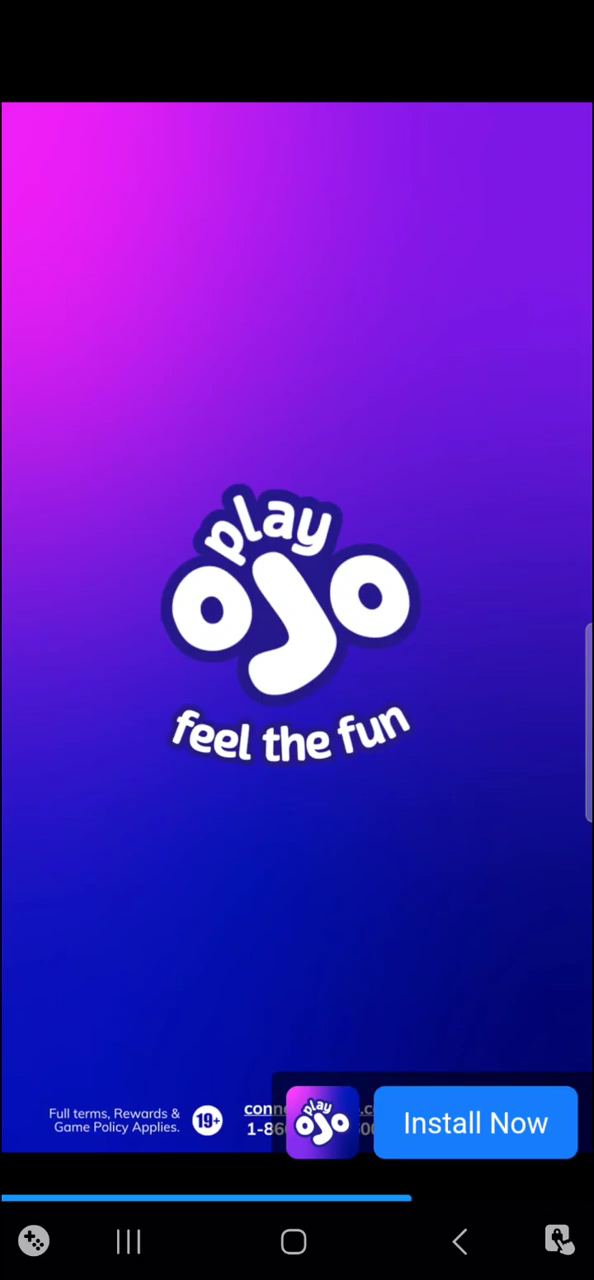 play
OJO
feel the fun
Full terms, Rewards &
Game Policy Applies.
19+
play
OJO
Install Now